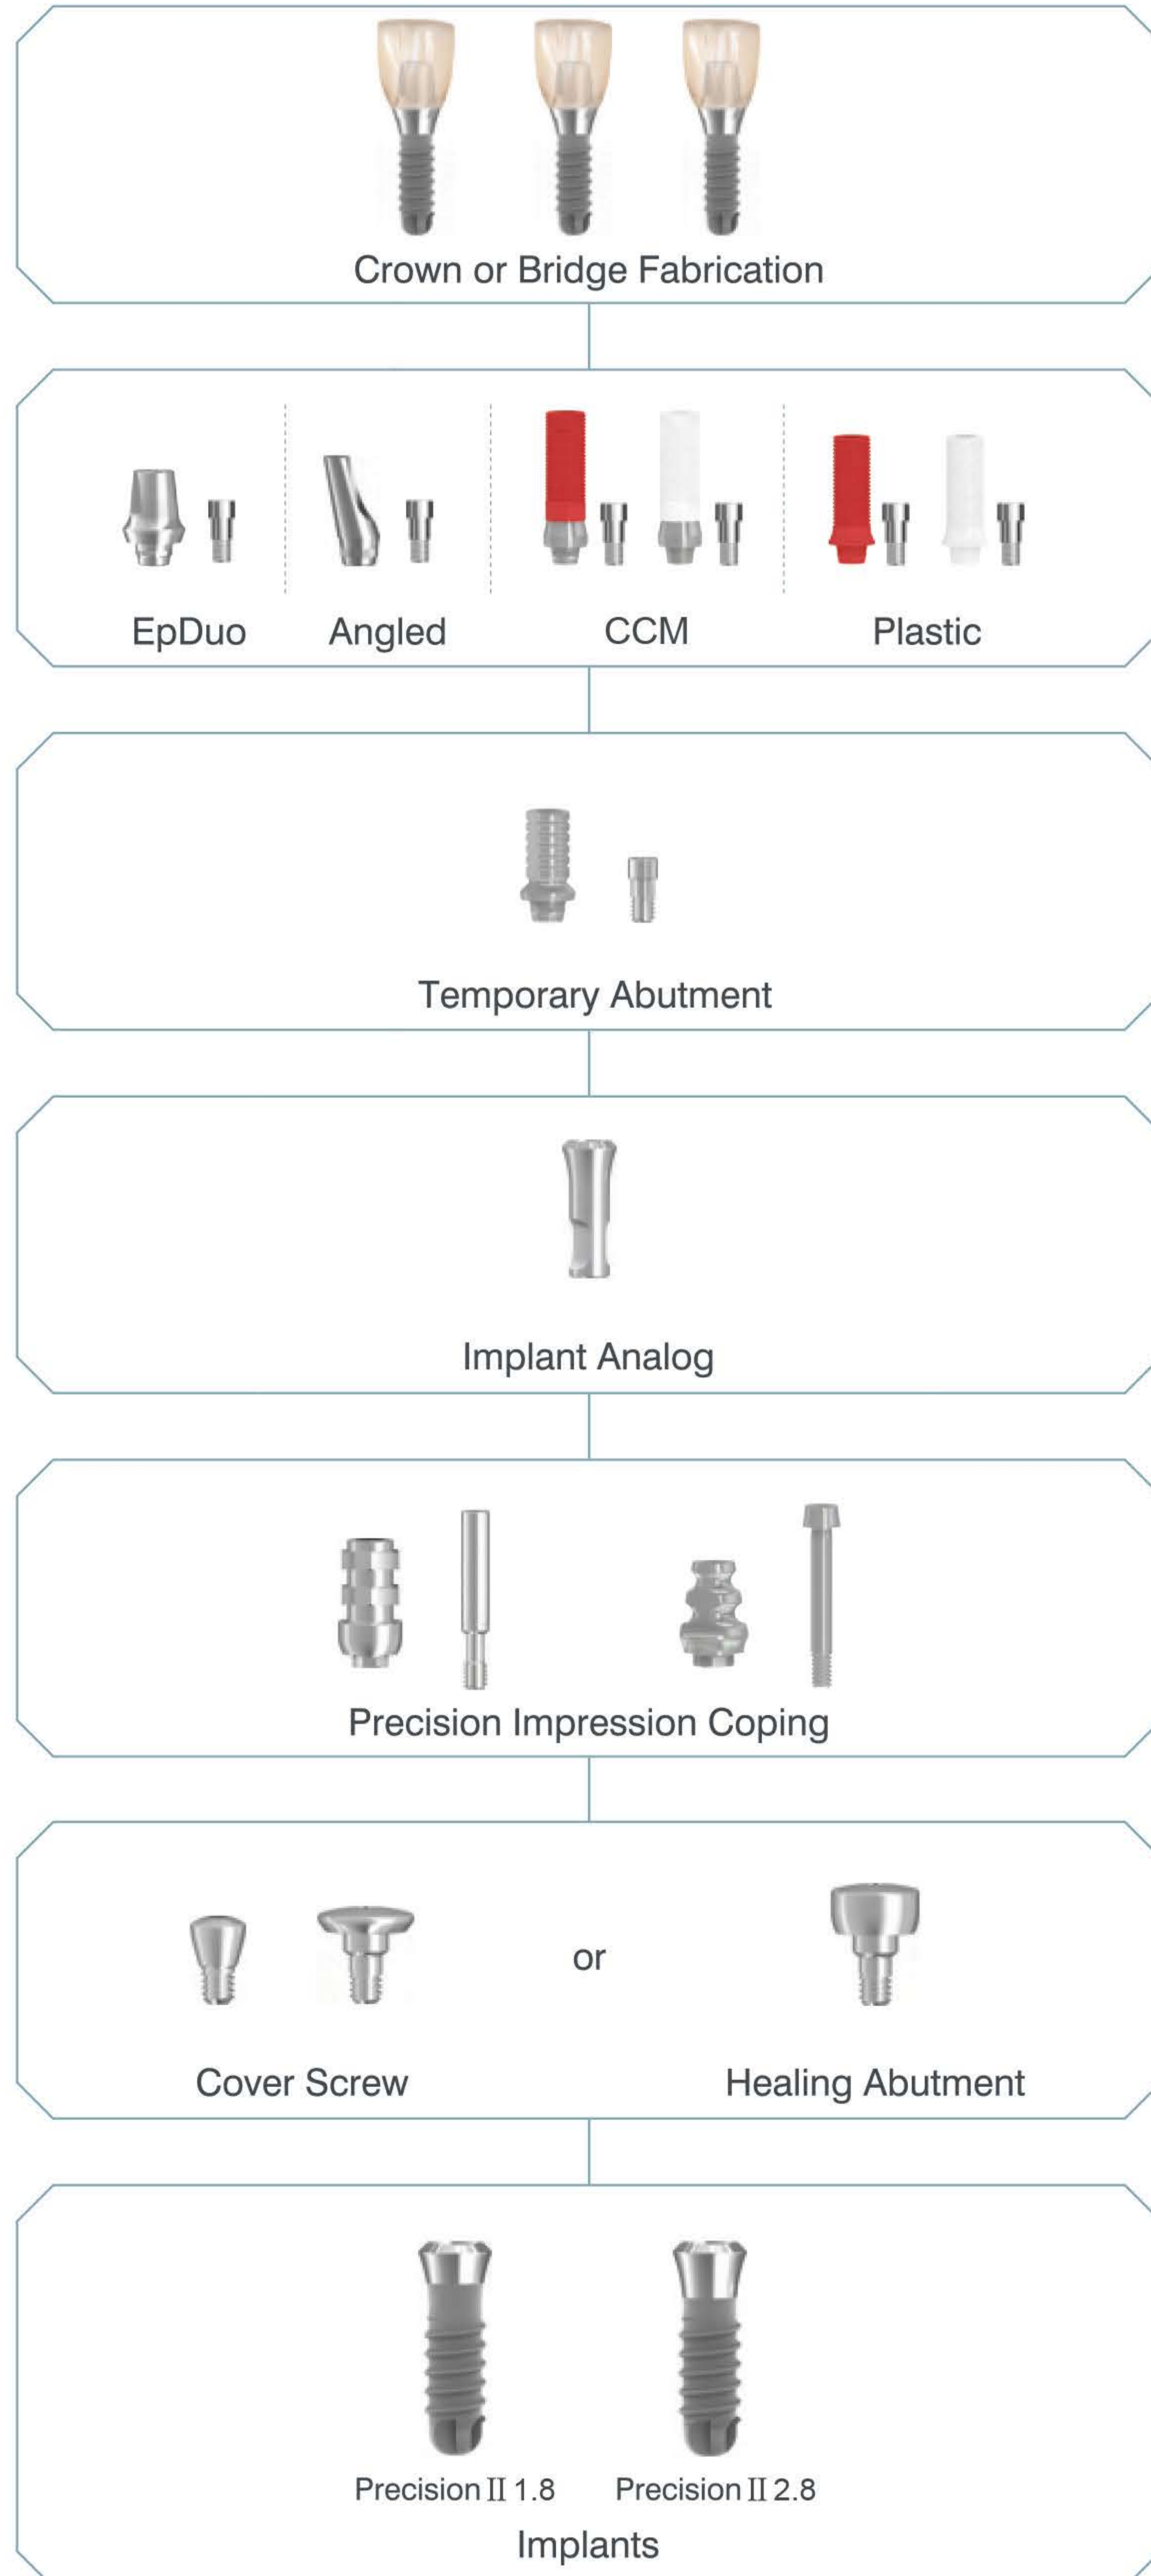 Crown or Bridge Fabrication
EpDuo
Angled
CCM
Plastic
Temporary Abutment
Implant Analog
Precision Impression Coping
or
Cover Screw
Healing Abutment
Precision Ⅱ 1.8
Precision Ⅱ 2.8
Implants